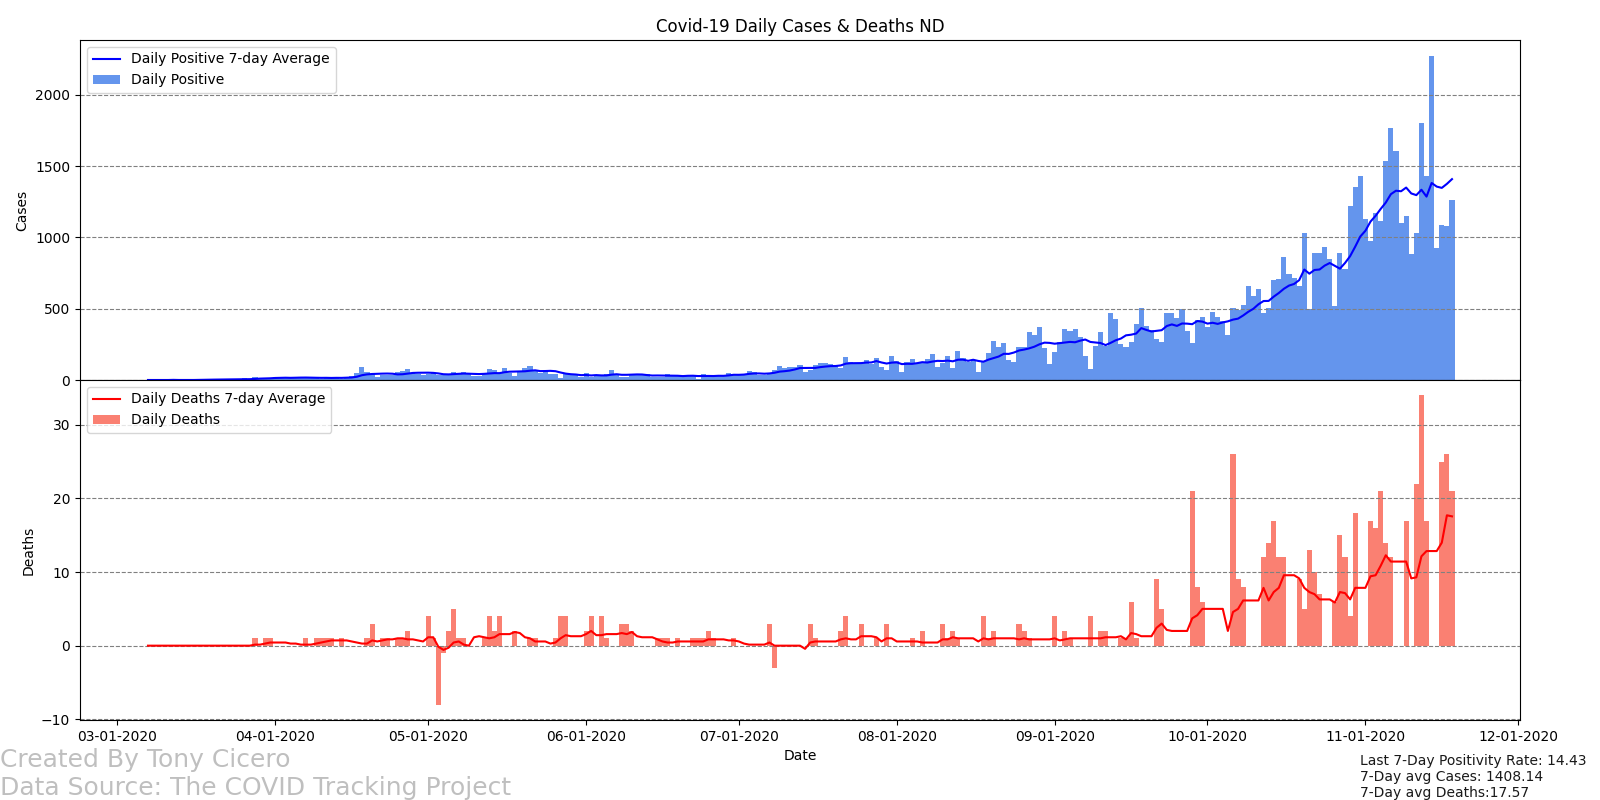 Covid-19 Daily Cases & Deaths ND
Daily Positive 7-day Average
Daily Positive
2000
1500
1000
500
0
Cases
Daily Deaths 7-day Average
Daily Deaths
30
20
10
0
−10
Deaths
03-01-2020 04-01-2020 05-01-2020 06-01-2020 07-01-2020 08-01-2020 09-01-2020 10-01-2020 11-01-2020 12-01-2020
Date
Created By Tony Cicero
Data Source: The COVID Tracking Project
Last 7-Day Positivity Rate: 14.43
7-Day avg Cases: 1408.14
7-Day avg Deaths:17.57